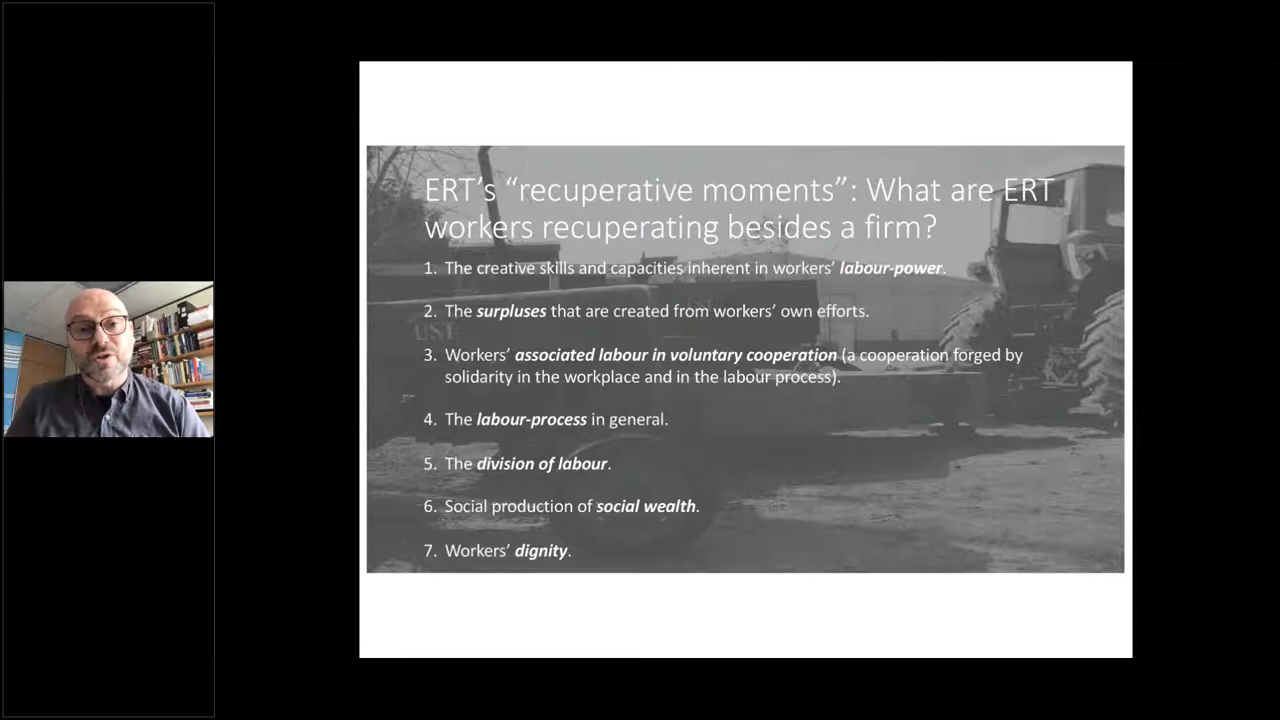 ERT’s “recuperative moments”: What are ERT
workers recuperating besides a firm?
1. The creative skills and capacities inherent in workers’ labour-power.
2. The surpluses that are created from workers’ own efforts.
3. Workers’ associated labour in voluntary cooperation (a cooperation forged by
solidarity in the workplace and in the labour process).
4. The labour-process in general.
5. The division of labour.
6. Social production of social wealth.
7. Workers’ dignity.